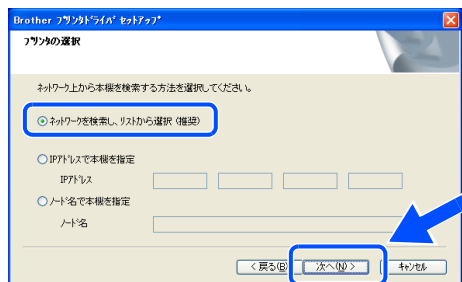 Brother ﾌﾟﾘﾝﾀﾄﾞﾗｲﾊﾞ ｾｯﾄｱｯﾌﾟ
ﾌﾟﾘﾝﾀの選択
ﾈｯﾄﾜｰｸ上から本機を検索する方法を選択してください。
ﾈｯﾄﾜｰｸを検索し、ﾘｽﾄから選択 (推奨)
IPｱﾄﾞﾚｽで本機を指定
IPｱﾄﾞﾚｽ
ﾉｰﾄﾞ名で本機を指定
ﾉｰﾄﾞ名
< 戻る(B) 次へ(N) > ｷｬﾝｾﾙ